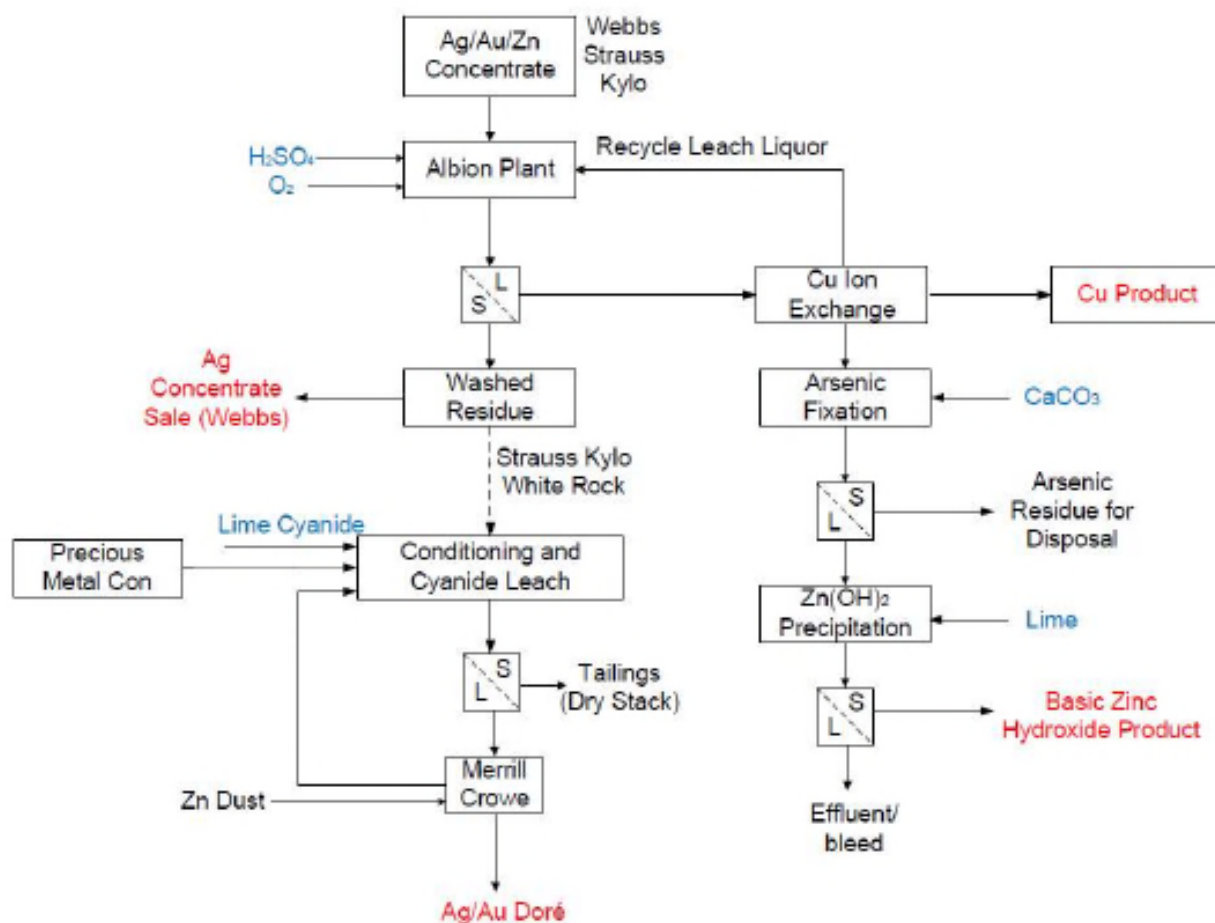 Ag/Au/Zn
Concentrate
Webbs
Strauss
Kylo
H₂SO₄
O₂
Albion Plant
Recycle Leach Liquor
L
S
Cu Ion
Exchange
Cu Product
Ag
Concentrate
Sale (Webbs)
Washed
Residue
Arsenic
Fixation
CaCO₃
Strauss Kylo
White Rock
S
L
Arsenic
Residue for
Disposal
Lime Cyanide
Precious
Metal Con
Conditioning and
Cyanide Leach
Zn(OH)₂
Precipitation
Lime
S
L
Tailings
(Dry Stack)
S
L
Basic Zinc
Hydroxide Product
Merrill
Crowe
Zn Dust
Effluent/
bleed
Ag/Au Doré